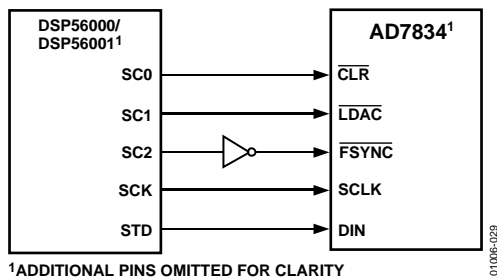 DSP56000/
DSP56001¹
AD7834¹
SC0
CLR
SC1
LDAC
SC2
FSYNC
SCK
SCLK
STD
DIN
¹ADDITIONAL PINS OMITTED FOR CLARITY
01006-029